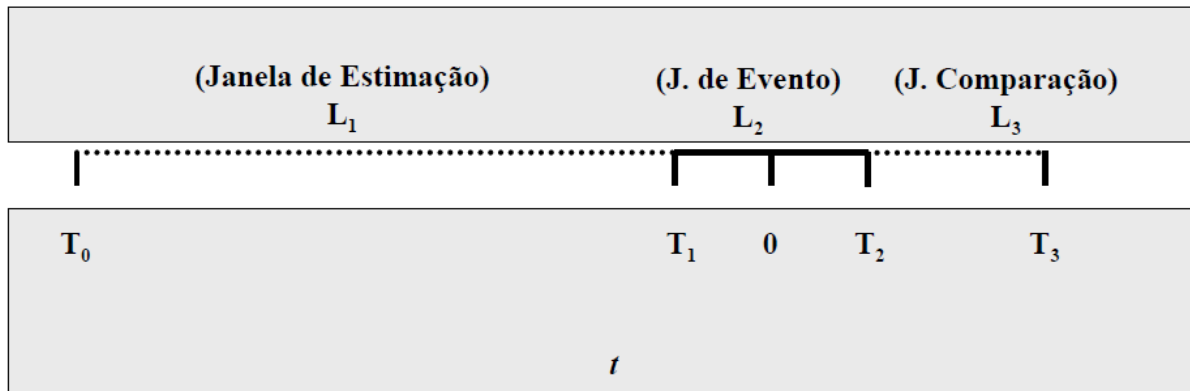 (Janela de Estimação) (J. de Evento) (J. Comparação)
L₁ L₂ L₃
T₀ T₁ 0 T₂ T₃
t